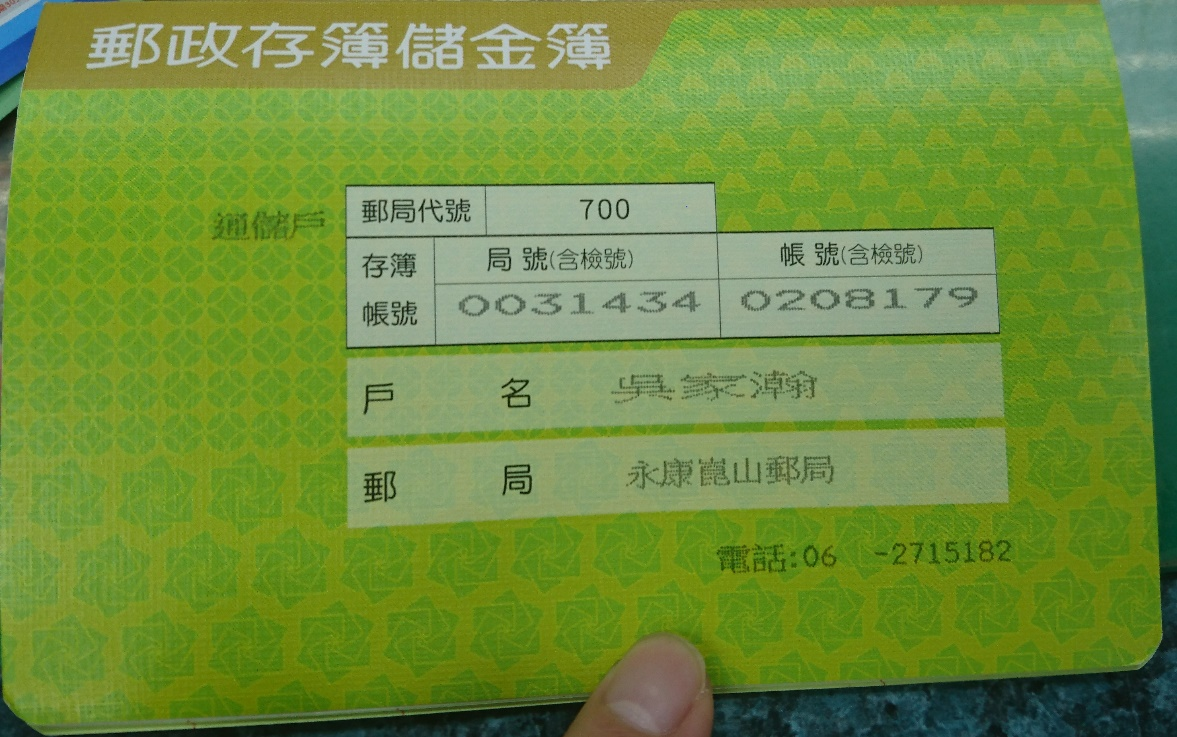 郵政存簿儲金簿
通儲戶
郵局代號 700
存簿帳號
局號(含檢號) 帳號(含檢號)
0031434 0208179
戶名 吳家瀚
郵局 永康崑山郵局
電話:06 -2715182